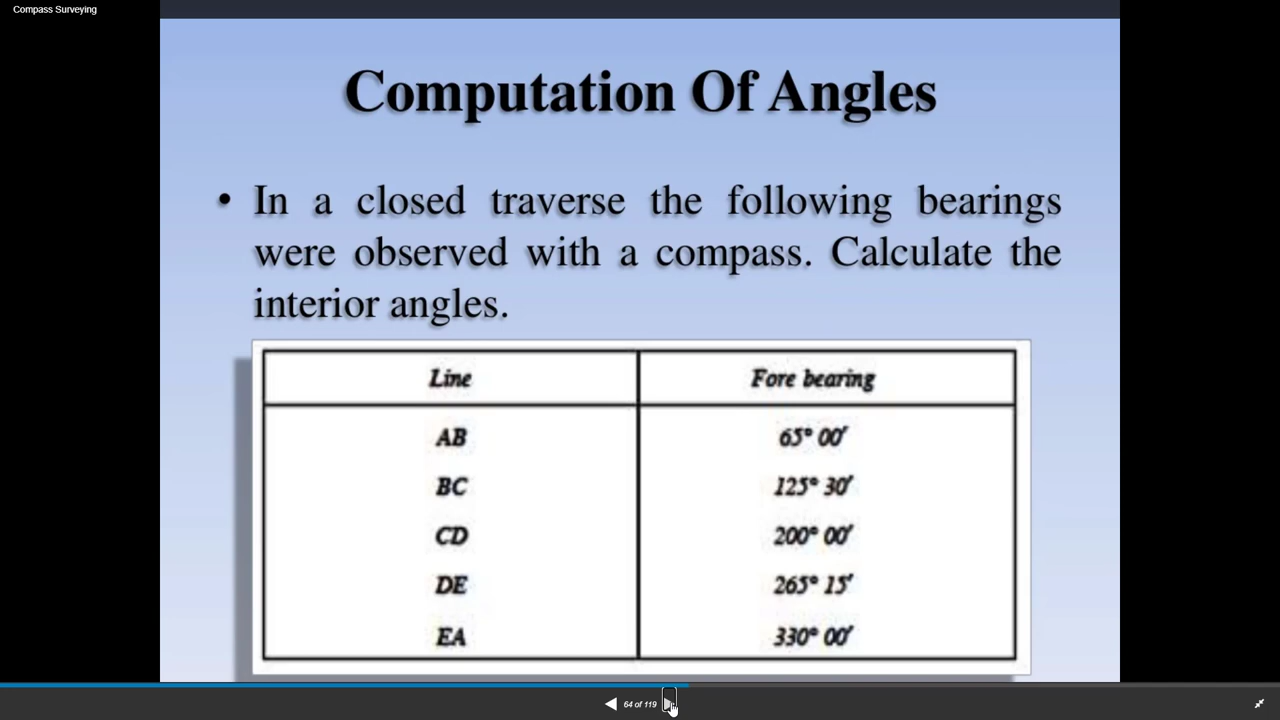 Compass Surveying
Computation Of Angles
• In a closed traverse the following bearings
were observed with a compass. Calculate the
interior angles.
Line Fore bearing
AB 65° 00′
BC 125° 30′
CD 200° 00′
DE 265° 15′
EA 330° 00′
64 of 119